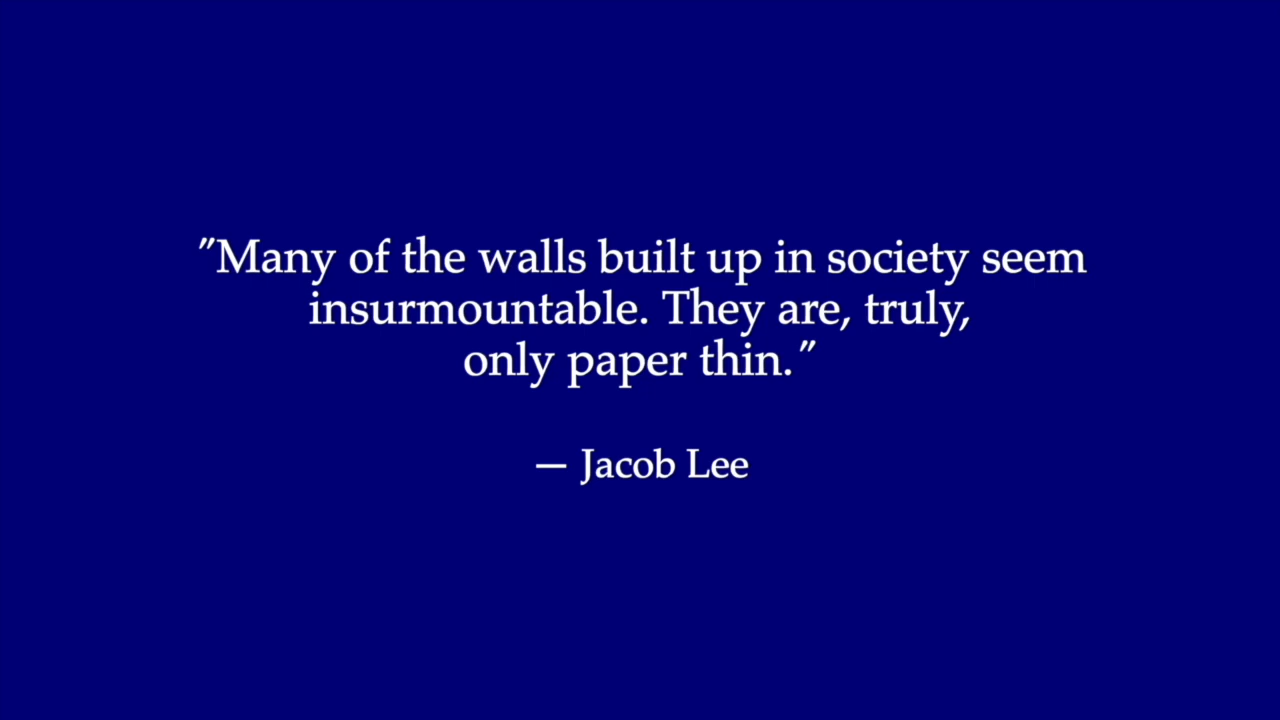 "Many of the walls built up in society seem
insurmountable. They are, truly,
only paper thin."
— Jacob Lee